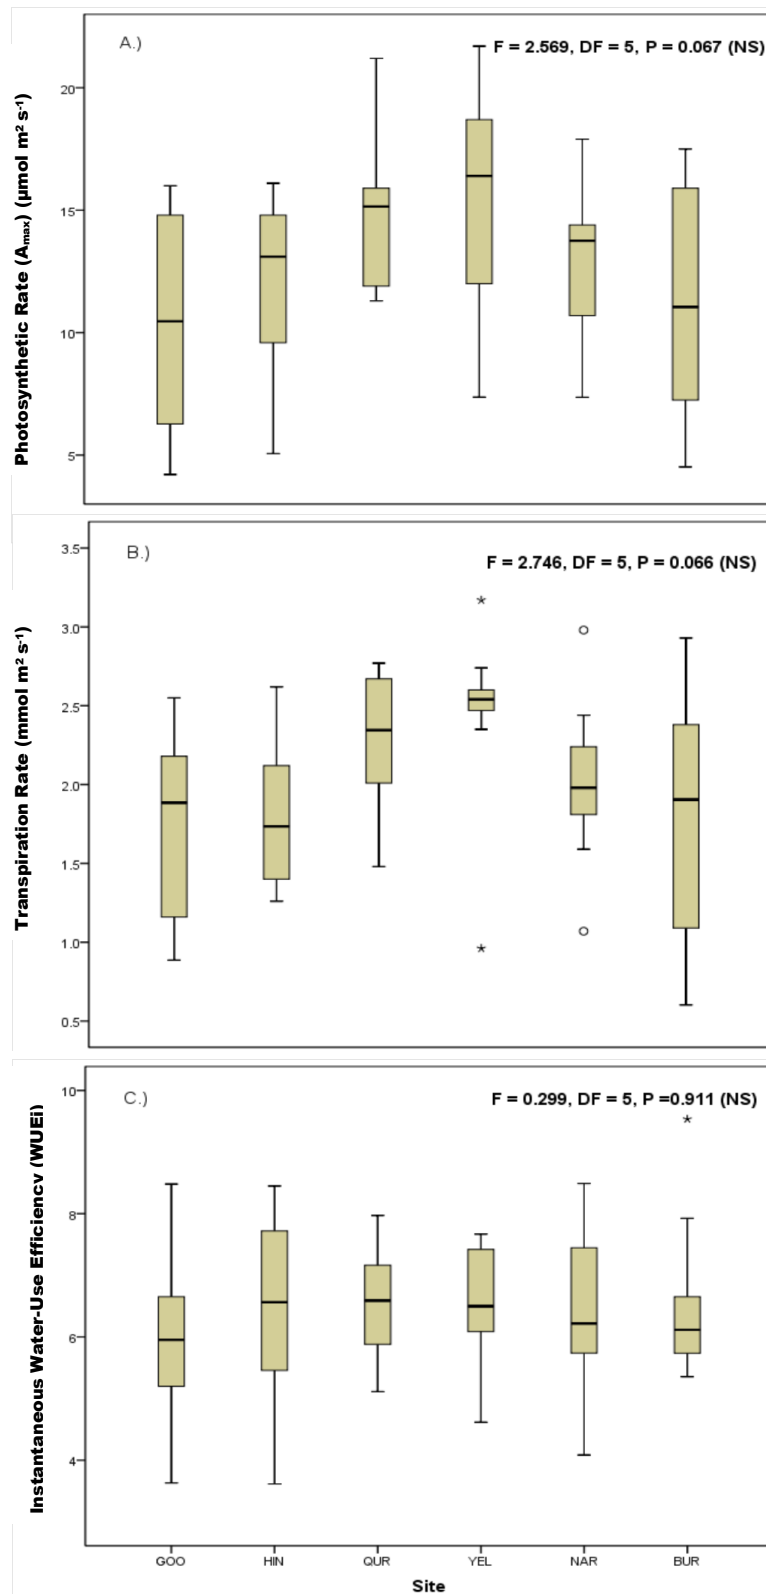 A.)
F = 2.569, DF = 5, P = 0.067 (NS)
Photosynthetic Rate (Amax) (µmol m² s⁻¹)
20
15
10
5
B.)
F = 2.746, DF = 5, P = 0.066 (NS)
Transpiration Rate (mmol m² s⁻¹)
3.5
3.0
2.5
2.0
1.5
1.0
0.5
C.)
F = 0.299, DF = 5, P =0.911 (NS)
Instantaneous Water-Use Efficiency (WUEi)
10
8
6
4
GOO HIN QUR YEL NAR BUR
Site